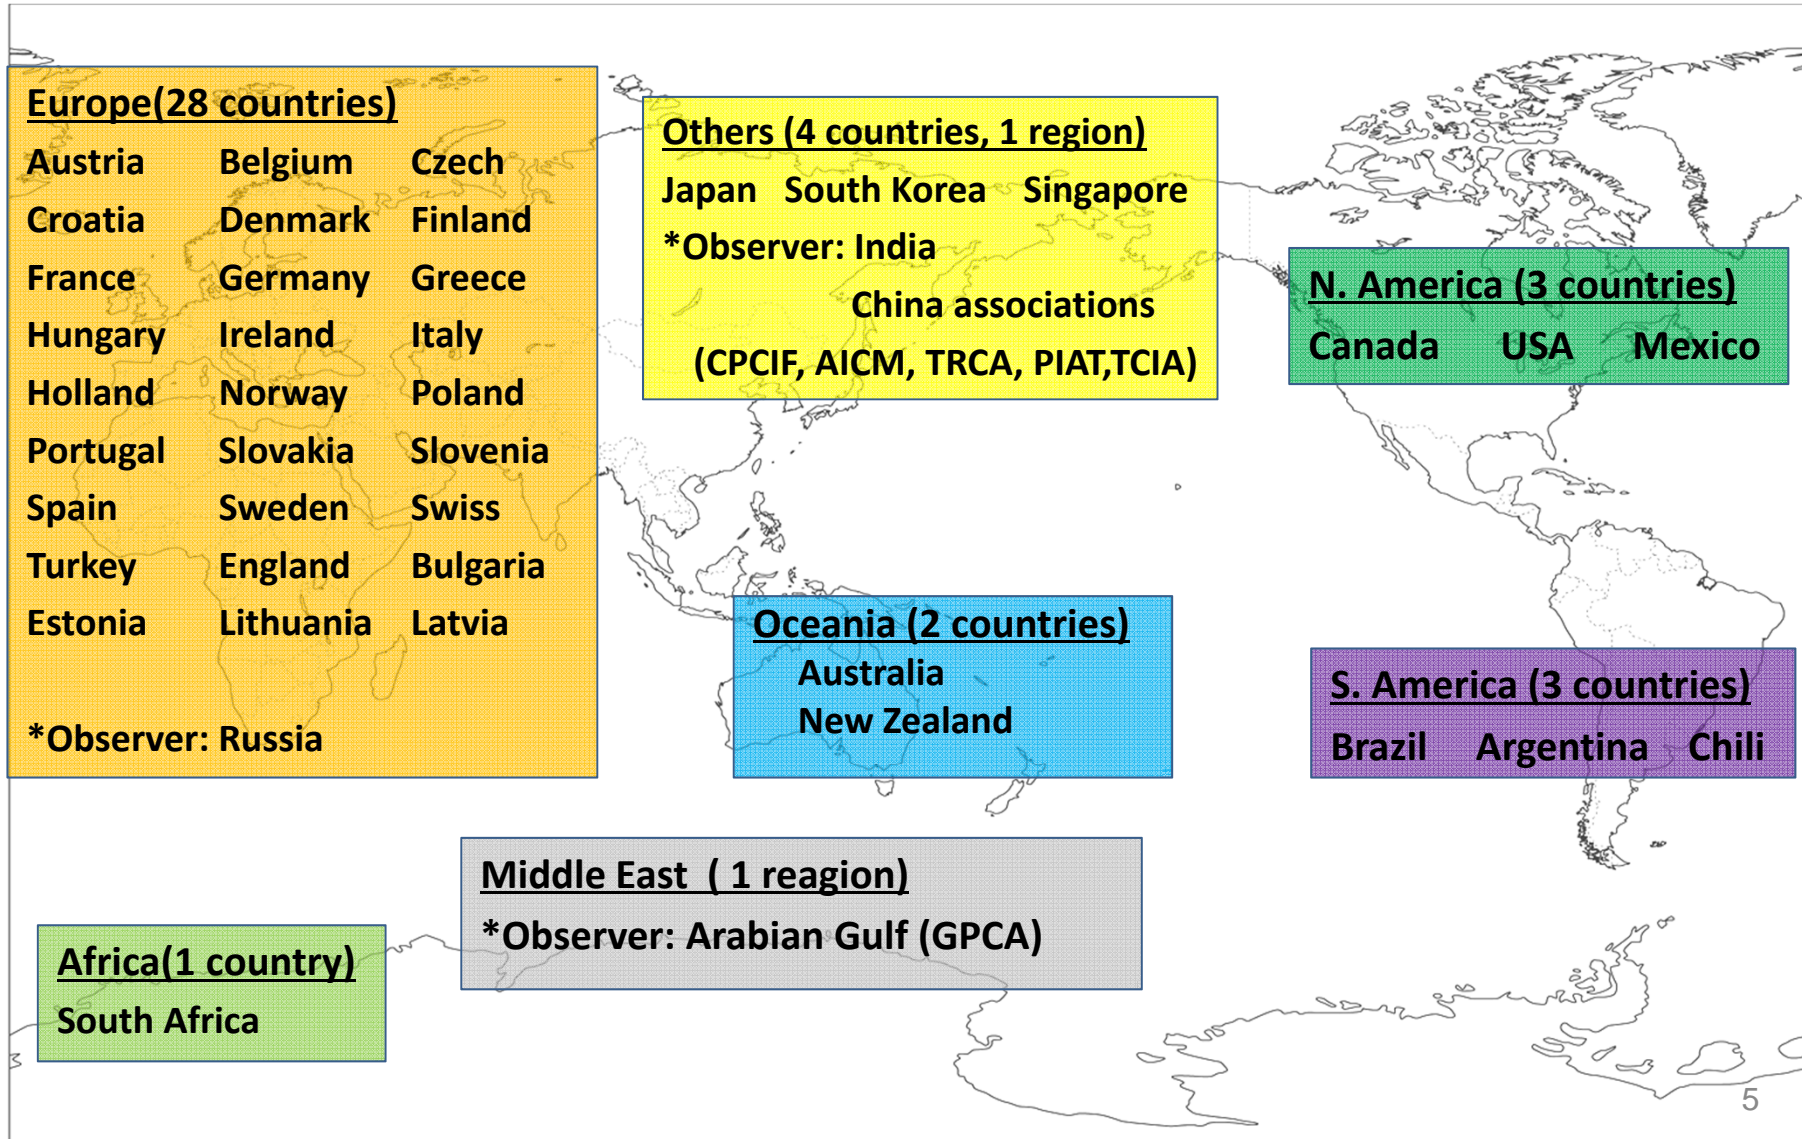 Europe(28 countries)
Austria Belgium Czech
Croatia Denmark Finland
France Germany Greece
Hungary Ireland Italy
Holland Norway Poland
Portugal Slovakia Slovenia
Spain Sweden Swiss
Turkey England Bulgaria
Estonia Lithuania Latvia
*Observer: Russia
Others (4 countries, 1 region)
Japan South Korea Singapore
*Observer: India
China associations
(CPCIF, AICM, TRCA, PIAT,TCIA)
N. America (3 countries)
Canada USA Mexico
Oceania (2 countries)
Australia
New Zealand
S. America (3 countries)
Brazil Argentina Chili
Middle East ( 1 reagion)
*Observer: Arabian Gulf (GPCA)
Africa(1 country)
South Africa
5